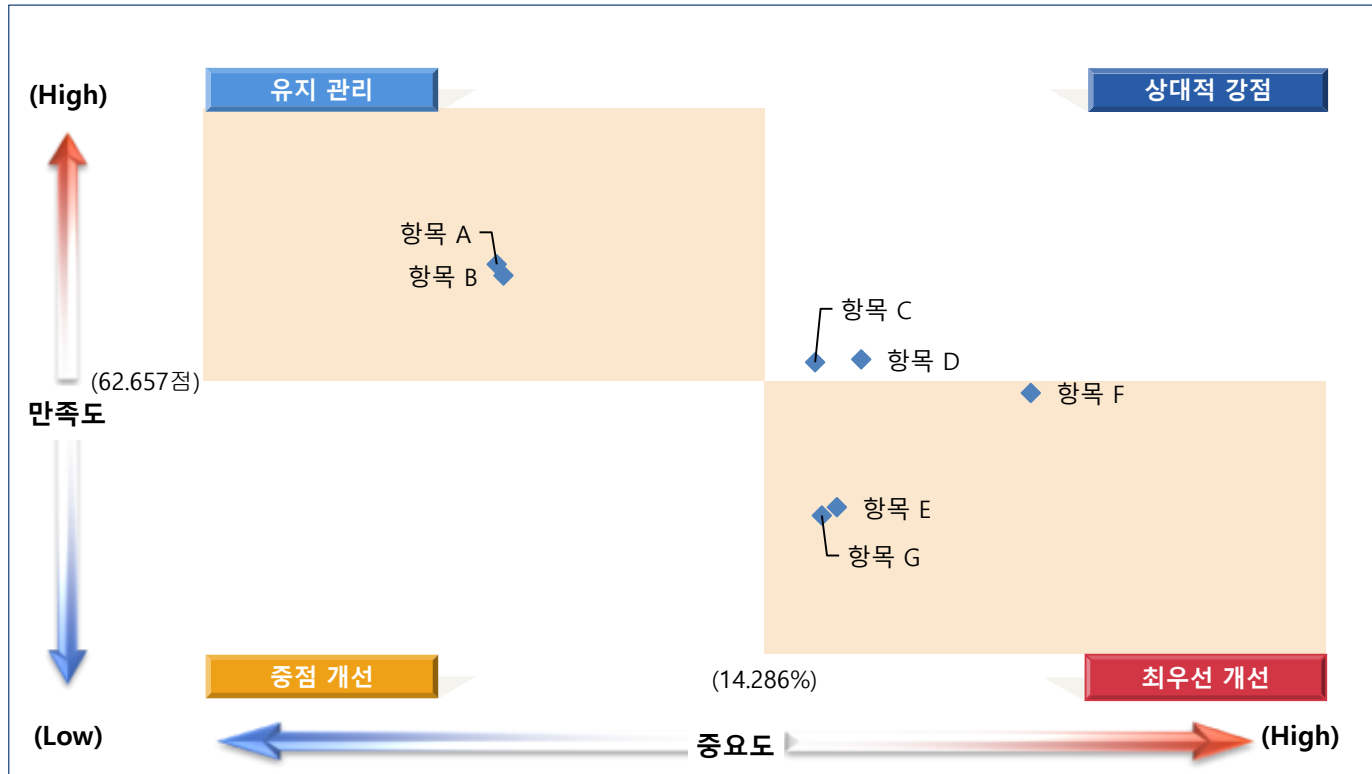 유지 관리
상대적 강점
(High)
항목 A
항목 B
항목 C
항목 D
(62.657점)
만족도
항목 F
항목 E
항목 G
중점 개선
(14.286%)
최우선 개선
(Low)
중요도
(High)